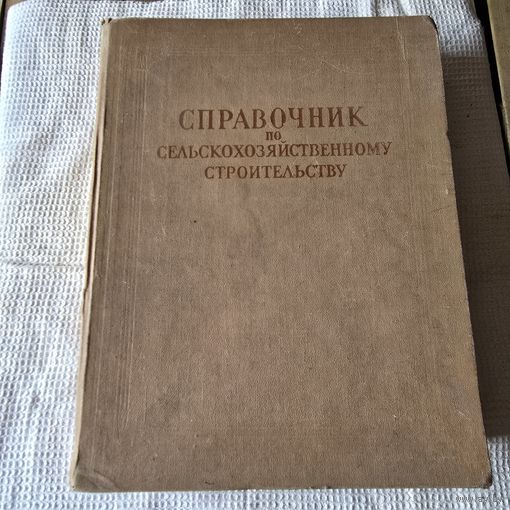 СПРАВОЧНИК
ПО
СЕЛЬСКОХОЗЯЙСТВЕННОМУ
СТРОИТЕЛЬСТВУ